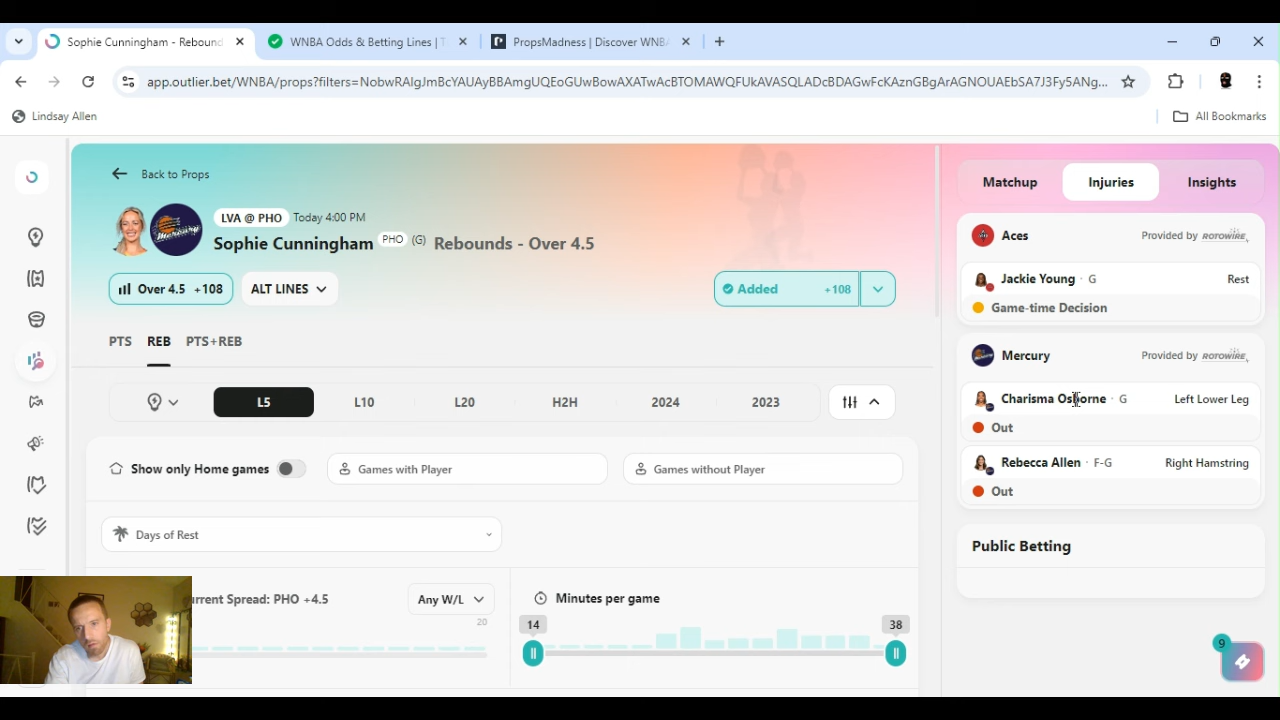 Sophie Cunningham - Rebound
WNBA Odds & Betting Lines | T
PropsMadness | Discover WNB
app.outlier.bet/WNBA/props?filters=NobwRAlgJmBcYAUAyBBAmgUQEoGUwBowAXATwAcBTOMAWQFUkAVASQLADcBDAGwFcKAznGBgArAGNOUAEbSA7J3Fy5ANg...
Lindsay Allen
All Bookmarks
Back to Props
LVA @ PHO Today 4:00 PM
Sophie Cunningham PHO (G) Rebounds - Over 4.5
Over 4.5 +108
ALT LINES
Added +108
PTS REB PTS+REB
L5 L10 L20 H2H 2024 2023
Show only Home games
Games with Player
Games without Player
Days of Rest
rrent Spread: PHO +4.5
Any W/L
20
Minutes per game
14
38
Matchup
Injuries
Insights
Aces
Provided by ROTOWIRE
Jackie Young · G
Rest
Game-time Decision
Mercury
Provided by ROTOWIRE
Charisma Osborne · G
Left Lower Leg
Out
Rebecca Allen · F-G
Right Hamstring
Out
Public Betting
9